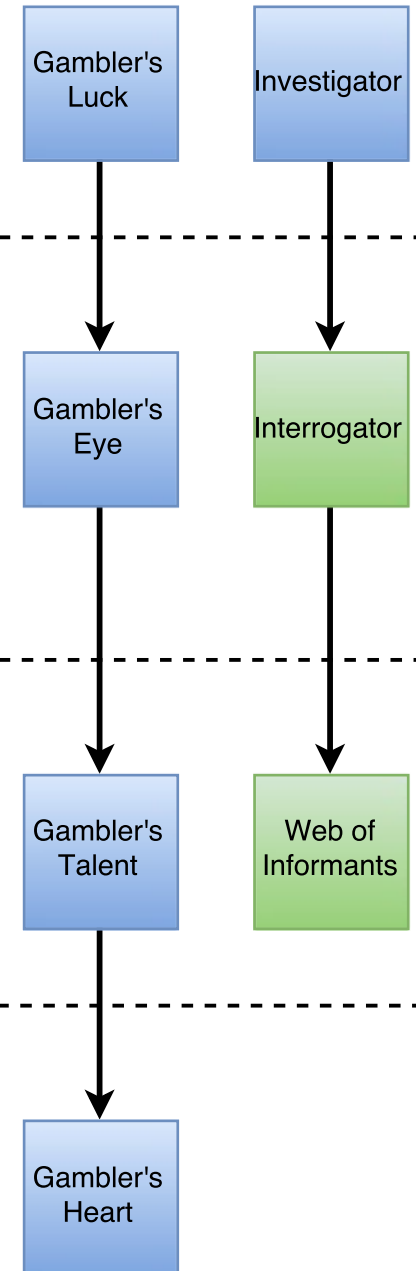 Gambler's
Luck
Investigator
Gambler's
Eye
Interrogator
Gambler's
Talent
Web of
Informants
Gambler's
Heart